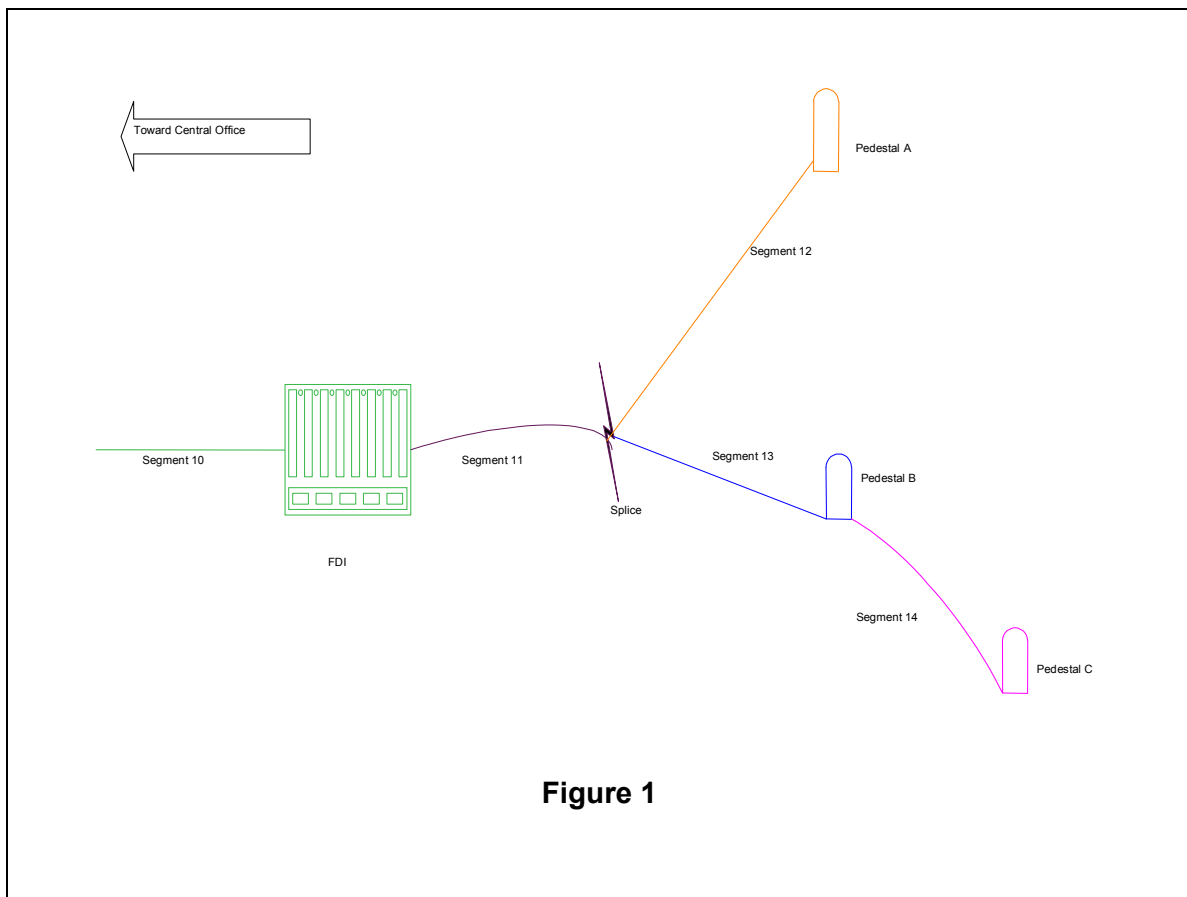 Toward Central Office
Pedestal A
Segment 12
Segment 10
Segment 11
Segment 13
Pedestal B
Splice
FDI
Segment 14
Pedestal C
Figure 1